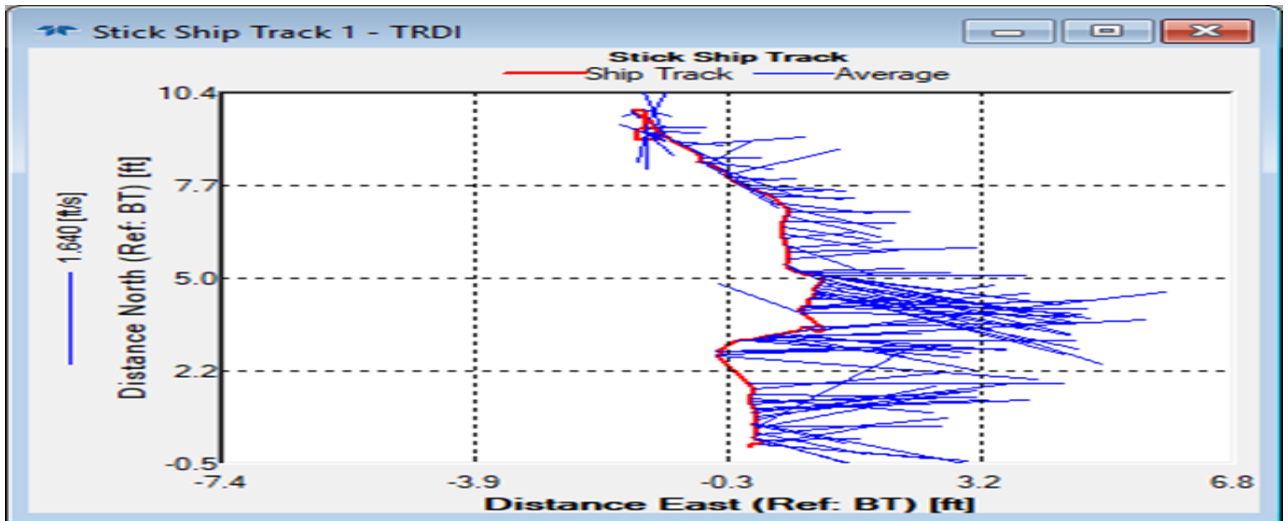 Stick Ship Track 1 - TRDI
Stick Ship Track
Ship Track Average
10.4
7.7
5.0
2.2
-0.5
Distance North (Ref: BT) [ft]
1.640 [ft/s]
-7.4 -3.9 -0.3 3.2 6.8
Distance East (Ref: BT) [ft]